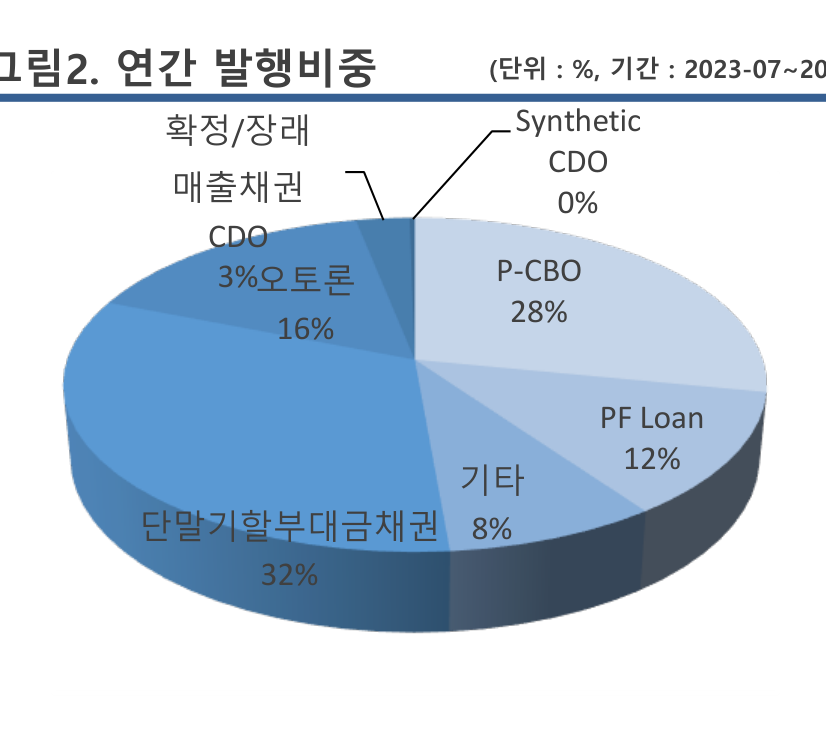 그림2. 연간 발행비중
(단위 : %, 기간 : 2023-07~20
확정/장래
매출채권
CDO
3%
Synthetic
CDO
0%
오토론
16%
P-CBO
28%
PF Loan
12%
기타
8%
단말기할부대금채권
32%